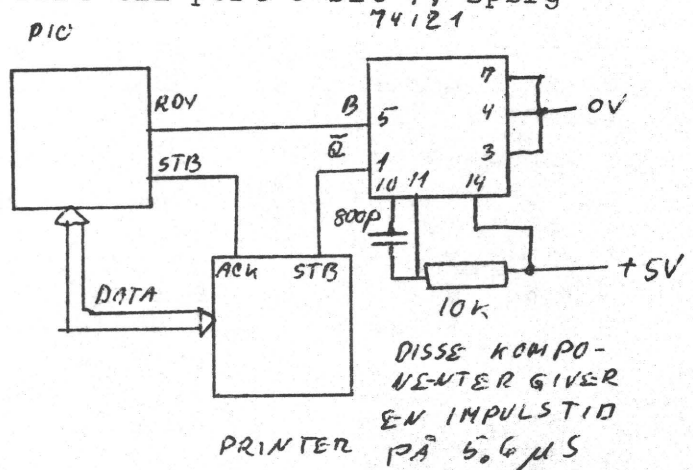 74121
PIO
RDY
STB
B
5
Q̅
1
7
4
3
0V
10 11 14
800p
ACK STB
DATA
10K
+5V
DISSE KOMPO-
NENTER GIVER
EN IMPULSTID
PÅ 5,6 µS
PRINTER